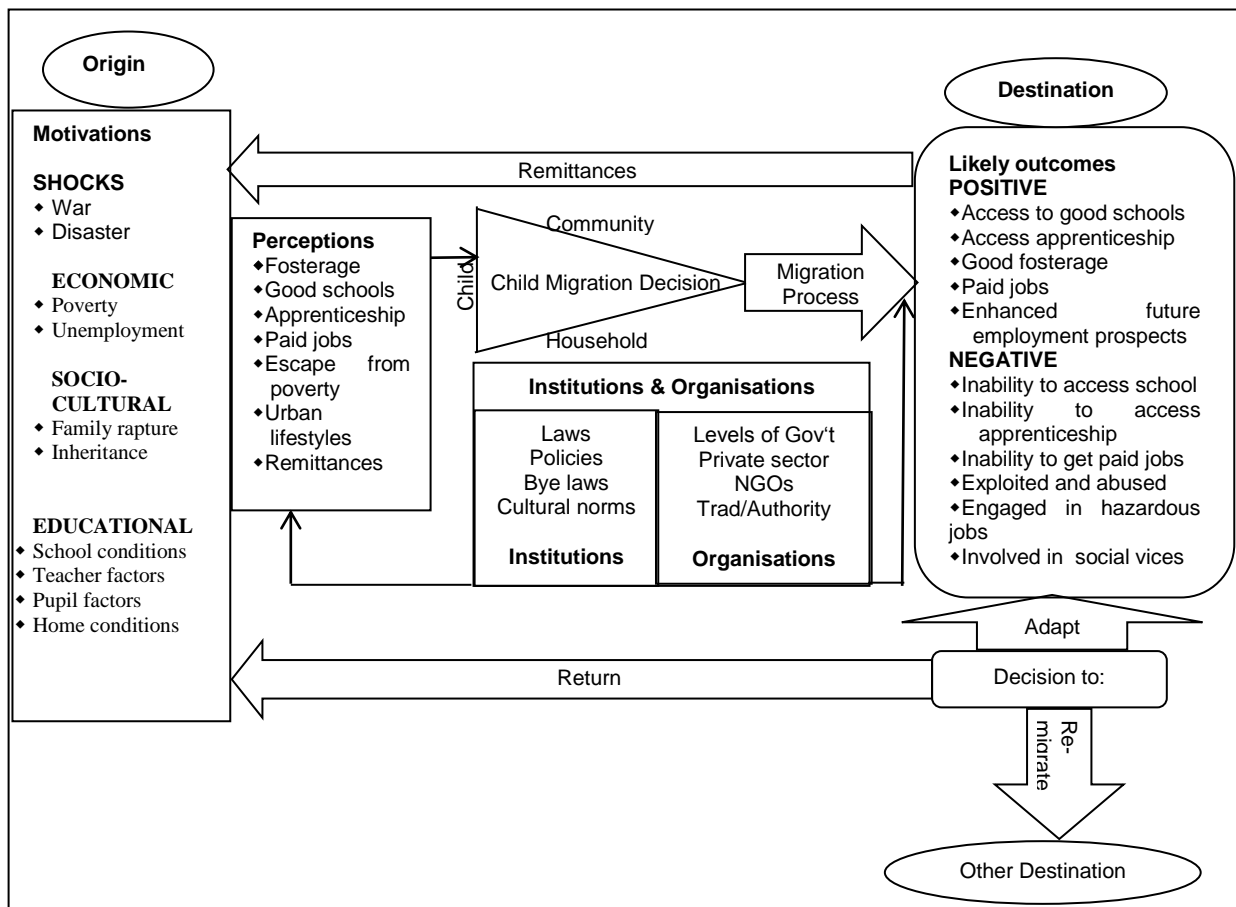 Origin
Motivations
SHOCKS
◆ War
◆ Disaster
ECONOMIC
◆ Poverty
◆ Unemployment
SOCIO-
CULTURAL
◆ Family rapture
◆ Inheritance
EDUCATIONAL
◆ School conditions
◆ Teacher factors
◆ Pupil factors
◆ Home conditions
Perceptions
◆Fosterage
◆Good schools
◆Apprenticeship
◆Paid jobs
◆Escape from
poverty
◆Urban
lifestyles
◆Remittances
Remittances
Community
Child
Child Migration Decision
Household
Migration
Process
Institutions & Organisations
Laws
Policies
Bye laws
Cultural norms
Institutions
Levels of Gov‘t
Private sector
NGOs
Trad/Authority
Organisations
Destination
Likely outcomes
POSITIVE
◆Access to good schools
◆Access apprenticeship
◆Good fosterage
◆Paid jobs
◆Enhanced future
employment prospects
NEGATIVE
◆Inability to access school
◆Inability to access
apprenticeship
◆Inability to get paid jobs
◆Exploited and abused
◆Engaged in hazardous
jobs
◆Involved in social vices
Adapt
Decision to:
Return
Re-
migrate
Other Destination